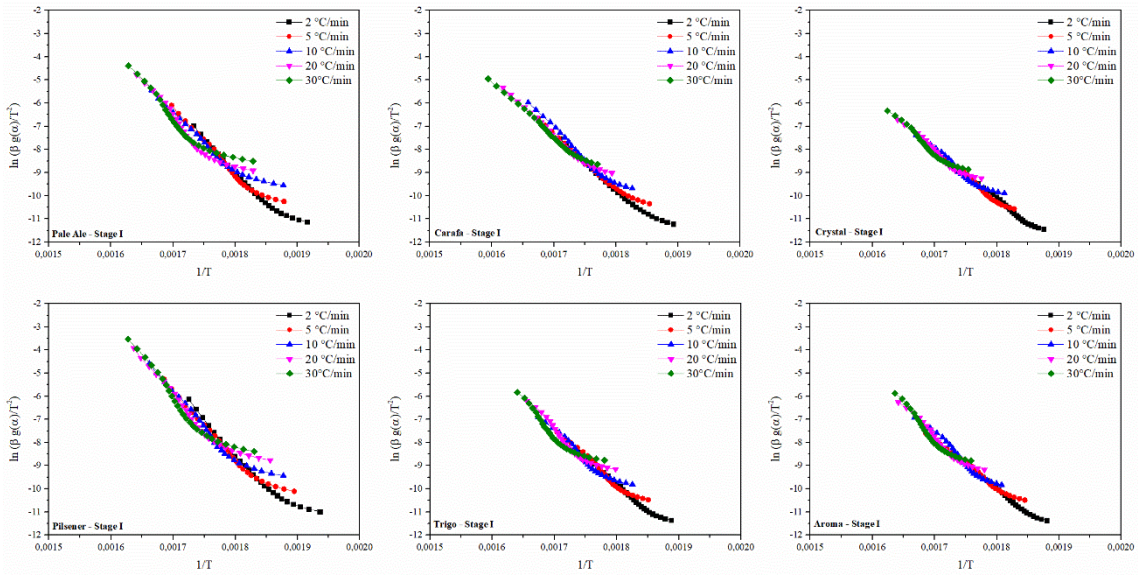 -2
-3
-4
-5
-6
-7
-8
-9
-10
-11
-12
ln (β g(α)/T²)
2 °C/min
5 °C/min
10 °C/min
20 °C/min
30°C/min
Pale Ale - Stage I
0,0015 0,0016 0,0017 0,0018 0,0019 0,0020
1/T
-2
-3
-4
-5
-6
-7
-8
-9
-10
-11
-12
ln (β g(α)/T²)
2 °C/min
5 °C/min
10 °C/min
20 °C/min
30°C/min
Carafa - Stage I
0,0015 0,0016 0,0017 0,0018 0,0019 0,0020
1/T
-2
-3
-4
-5
-6
-7
-8
-9
-10
-11
-12
ln (β g(α)/T²)
2 °C/min
5 °C/min
10 °C/min
20 °C/min
30°C/min
Crystal - Stage I
0,0015 0,0016 0,0017 0,0018 0,0019 0,0020
1/T
-2
-3
-4
-5
-6
-7
-8
-9
-10
-11
-12
ln (β g(α)/T²)
2 °C/min
5 °C/min
10 °C/min
20 °C/min
30°C/min
Pilsener - Stage I
0,0015 0,0016 0,0017 0,0018 0,0019 0,0020
1/T
-2
-3
-4
-5
-6
-7
-8
-9
-10
-11
-12
ln (β g(α)/T²)
2 °C/min
5 °C/min
10 °C/min
20 °C/min
30°C/min
Trigo - Stage I
0,0015 0,0016 0,0017 0,0018 0,0019 0,0020
1/T
-2
-3
-4
-5
-6
-7
-8
-9
-10
-11
-12
ln (β g(α)/T²)
2 °C/min
5 °C/min
10 °C/min
20 °C/min
30°C/min
Aroma - Stage I
0,0015 0,0016 0,0017 0,0018 0,0019 0,0020
1/T